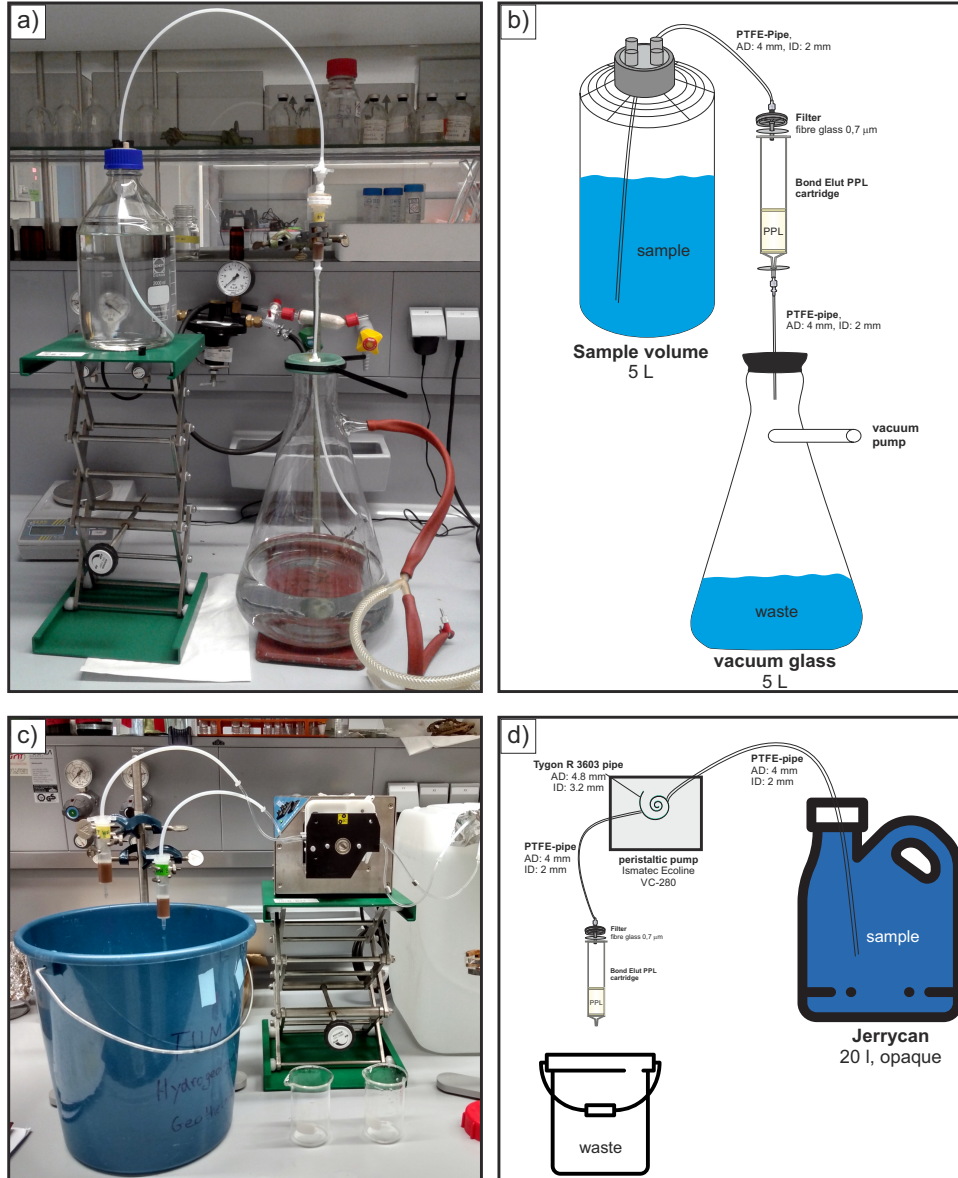 a)
b)
PTFE-Pipe,
AD: 4 mm, ID: 2 mm
Filter
fibre glass 0,7 µm
Bond Elut PPL
cartridge
PPL
sample
PTFE-pipe,
AD: 4 mm, ID: 2 mm
Sample volume
5 L
vacuum
pump
waste
vacuum glass
5 L
c)
TUM
Hydrogeo
d)
Tygon R 3603 pipe
AD: 4.8 mm
ID: 3.2 mm
PTFE-pipe
AD: 4 mm
ID: 2 mm
PTFE-pipe
AD: 4 mm
ID: 2 mm
peristaltic pump
Ismatec Ecoline
VC-280
Filter
fibre glass 0,7 µm
Bond Elut PPL
cartridge
PPL
sample
Jerrycan
20 l, opaque
waste